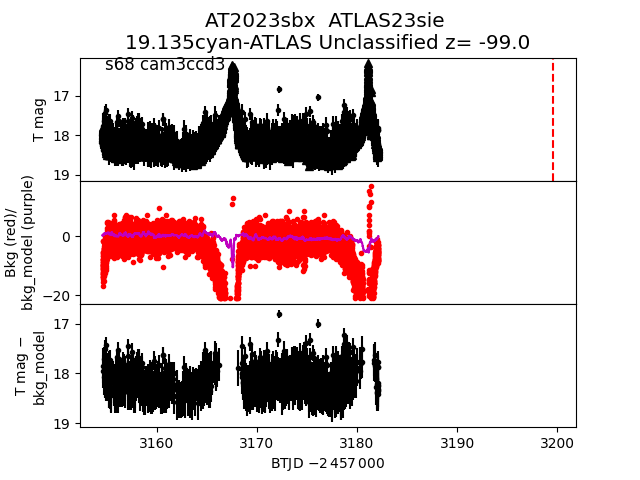 AT2023sbx  ATLAS23sie
19.135cyan-ATLAS Unclassified z= -99.0
s68 cam3ccd3
T mag
17
18
19
Bkg (red)/
bkg_model (purple)
0
−20
T mag −
bkg_model
17
18
19
3160 3170 3180 3190 3200
BTJD −2 457 000